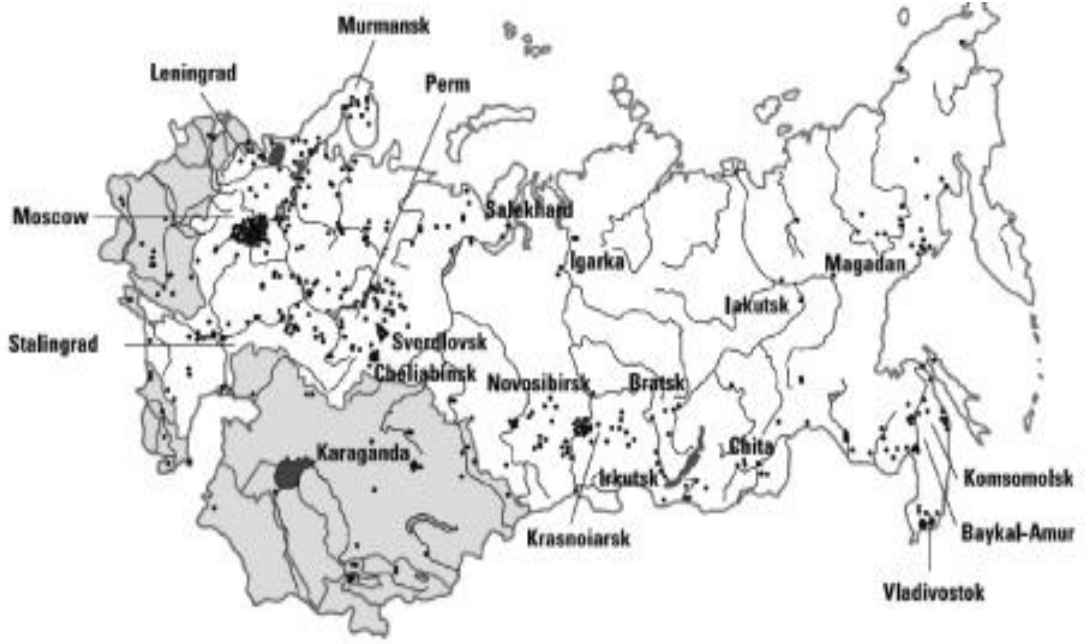 Murmansk
Leningrad
Perm
Moscow
Salekhard
Igarka
Magadan
Iakutsk
Stalingrad
Sverdlovsk
Cheliabinsk
Novosibirsk
Bratsk
Karaganda
Chita
Irkutsk
Komsomolsk
Krasnoiarsk
Baykal-Amur
Vladivostok